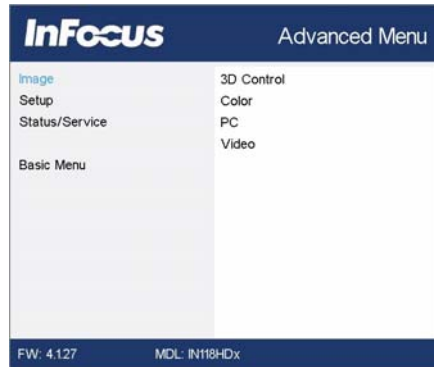 InFocus
Advanced Menu
Image
Setup
Status/Service
Basic Menu
3D Control
Color
PC
Video
FW: 4.1.27
MDL: IN118HDx